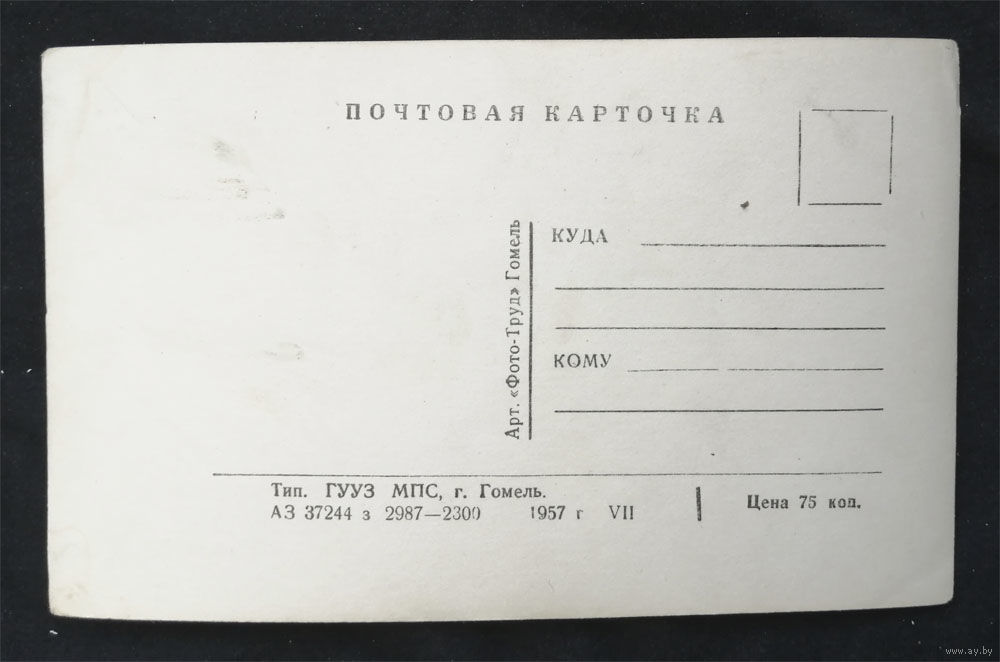 ПОЧТОВАЯ КАРТОЧКА
Арт. «Фото-Труд» Гомель
КУДА
КОМУ
Тип. ГУУЗ МПС, г. Гомель.
АЗ 37244 з 2987—2300 1957 г VII
Цена 75 коп.
www.ay.by